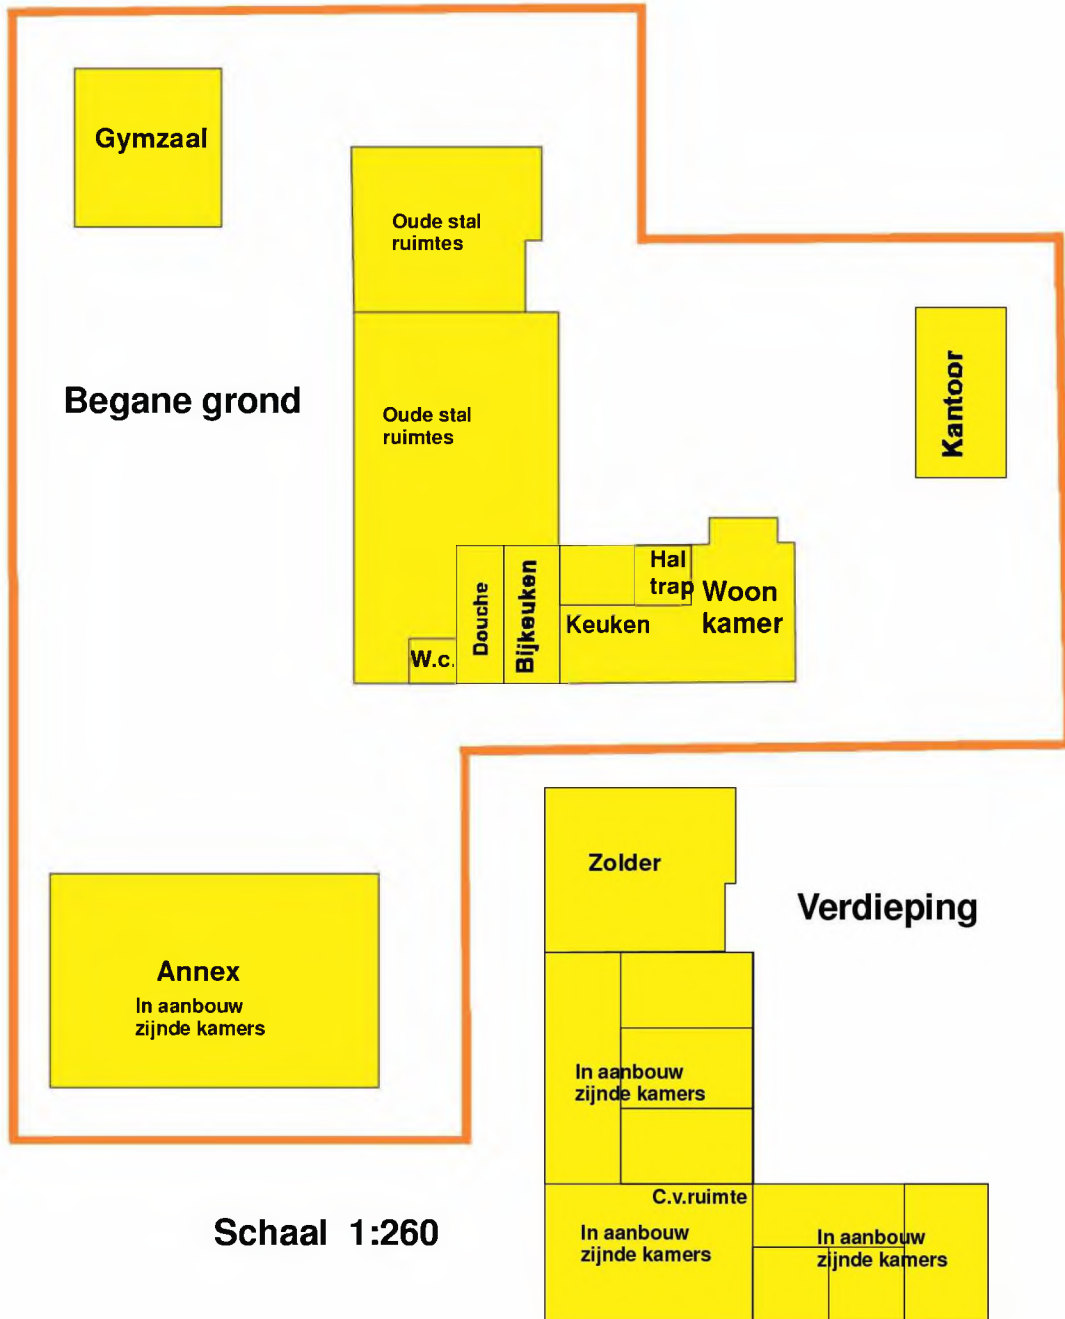 Gymzaal
Oude stal
ruimtes
Begane grond
Oude stal
ruimtes
Kantoor
Hal
trap
Woon
kamer
Keuken
Bijkeuken
Douche
W.c.
Zolder
Verdieping
Annex
In aanbouw
zijnde kamers
In aanbouw
zijnde kamers
C.v.ruimte
In aanbouw
zijnde kamers
In aanbouw
zijnde kamers
Schaal 1:260